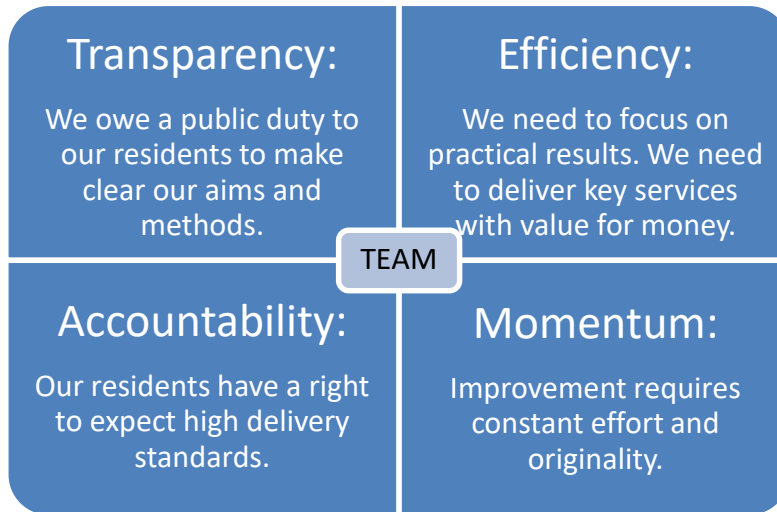 Transparency:
We owe a public duty to
our residents to make
clear our aims and
methods.
Efficiency:
We need to focus on
practical results. We need
to deliver key services
with value for money.
TEAM
Accountability:
Our residents have a right
to expect high delivery
standards.
Momentum:
Improvement requires
constant effort and
originality.